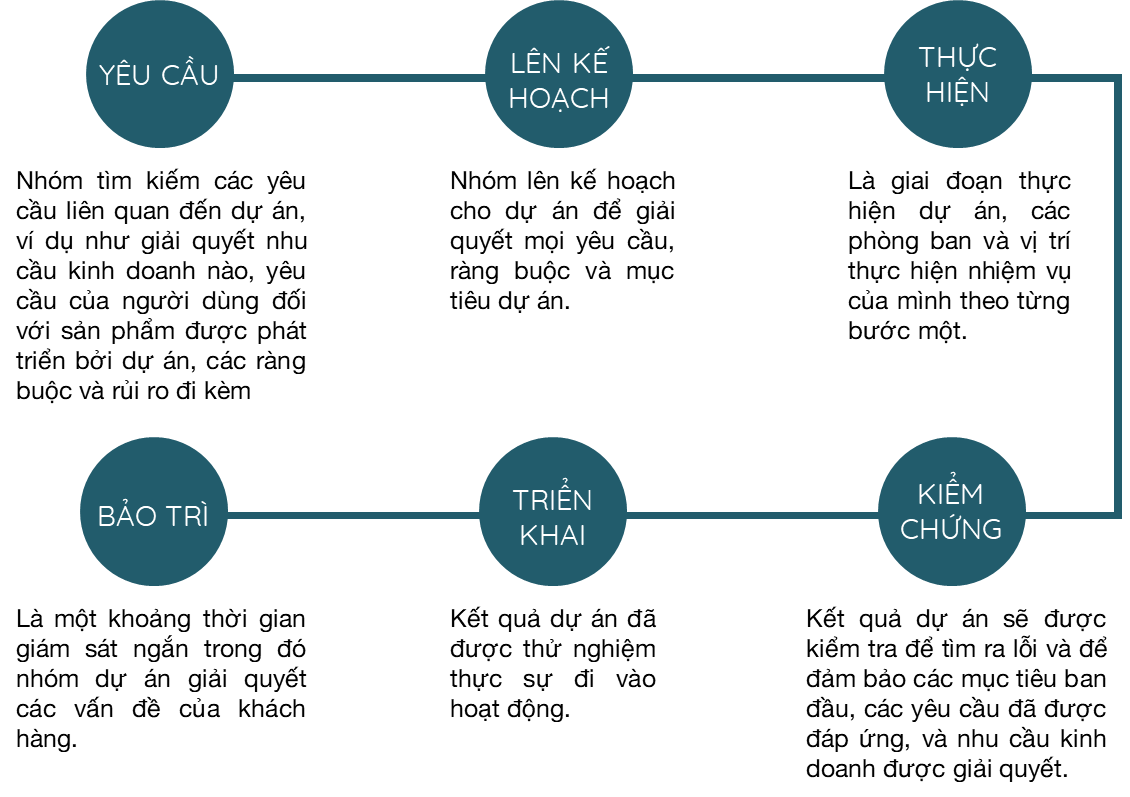 YÊU CẦU
Nhóm tìm kiếm các yêu
cầu liên quan đến dự án,
ví dụ như giải quyết nhu
cầu kinh doanh nào, yêu
cầu của người dùng đối
với sản phẩm được phát
triển bởi dự án, các ràng
buộc và rủi ro đi kèm
LÊN KẾ
HOẠCH
Nhóm lên kế hoạch
cho dự án để giải
quyết mọi yêu cầu,
ràng buộc và mục
tiêu dự án.
THỰC
HIỆN
Là giai đoạn thực
hiện dự án, các
phòng ban và vị trí
thực hiện nhiệm vụ
của mình theo từng
bước một.
KIỂM
CHỨNG
Kết quả dự án sẽ được
kiểm tra để tìm ra lỗi và để
đảm bảo các mục tiêu ban
đầu, các yêu cầu đã được
đáp ứng, và nhu cầu kinh
doanh được giải quyết.
TRIỂN
KHAI
Kết quả dự án đã
được thử nghiệm
thực sự đi vào
hoạt động.
BẢO TRÌ
Là một khoảng thời gian
giám sát ngắn trong đó
nhóm dự án giải quyết
các vấn đề của khách
hàng.